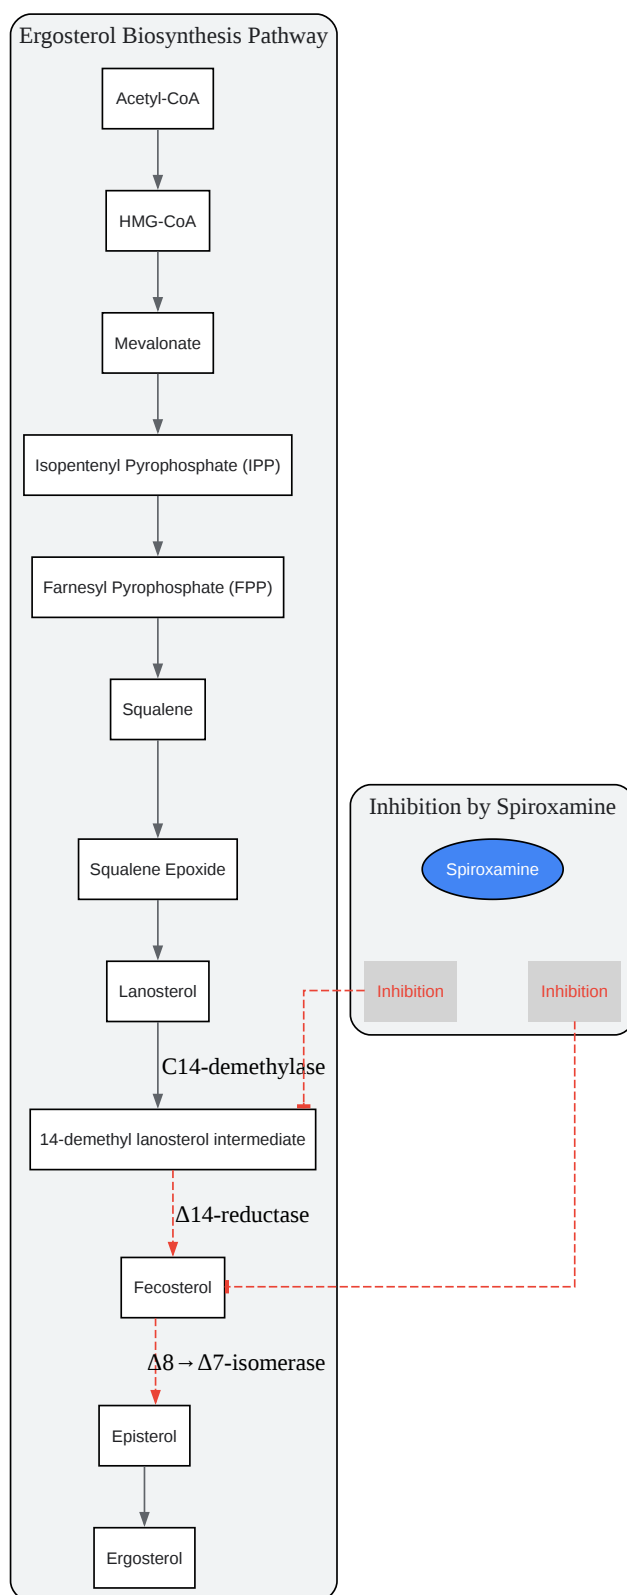 Ergosterol Biosynthesis Pathway
Acetyl-CoA
HMG-CoA
Mevalonate
Isopentenyl Pyrophosphate (IPP)
Farnesyl Pyrophosphate (FPP)
Squalene
Squalene Epoxide
Lanosterol
C14-demethylase
14-demethyl lanosterol intermediate
Δ14-reductase
Fecosterol
Δ8→Δ7-isomerase
Episterol
Ergosterol
Inhibition by Spiroxamine
Spiroxamine
Inhibition
Inhibition